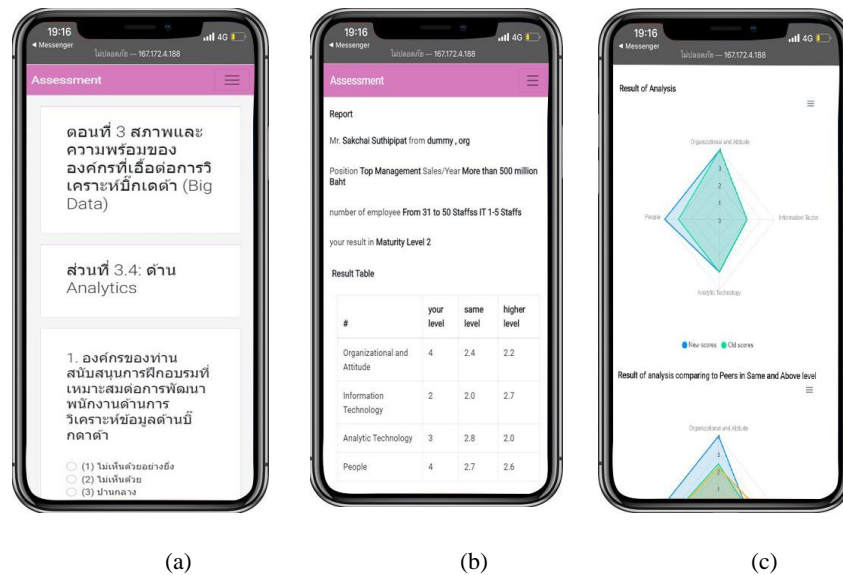 19:16
4G
◀ Messenger
ไม่ปลอดภัย — 167.172.4.188
Assessment
ตอนที่ 3 สภาพและ
ความพร้อมของ
องค์กรที่เอื้อต่อการวิ
เคราะห์บิ๊กเดต้า (Big
Data)
ส่วนที่ 3.4: ด้าน
Analytics
1. องค์กรของท่าน
สนับสนุนการฝึกอบรมที่
เหมาะสมต่อการพัฒนา
พนักงานด้านการ
วิเคราะห์ข้อมูลด้านบิ๊
กดาต้า
(1) ไม่เห็นด้วยอย่างยิ่ง
(2) ไม่เห็นด้วย
(3) ปานกลาง
(a)
19:16
4G
◀ Messenger
ไม่ปลอดภัย — 167.172.4.188
Assessment
Report
Mr. Sakchai Suthipipat from dummy , org
Position Top Management Sales/Year More than 500 million
Baht
number of employee From 31 to 50 Staffss IT 1-5 Staffs
your result in Maturity Level 2
Result Table
# your level same level higher level
Organizational and Attitude 4 2.4 2.2
Information Technology 2 2.0 2.7
Analytic Technology 3 2.8 2.0
People 4 2.7 2.6
(b)
19:16
4G
◀ Messenger
ไม่ปลอดภัย — 167.172.4.188
Result of Analysis
Organizational and Attitude
3
2
1
0
People
Information Techn
Analytic Technology
New scores Old scores
Result of analysis comparing to Peers in Same and Above level
Organizational and Attitude
3
2
1
(c)